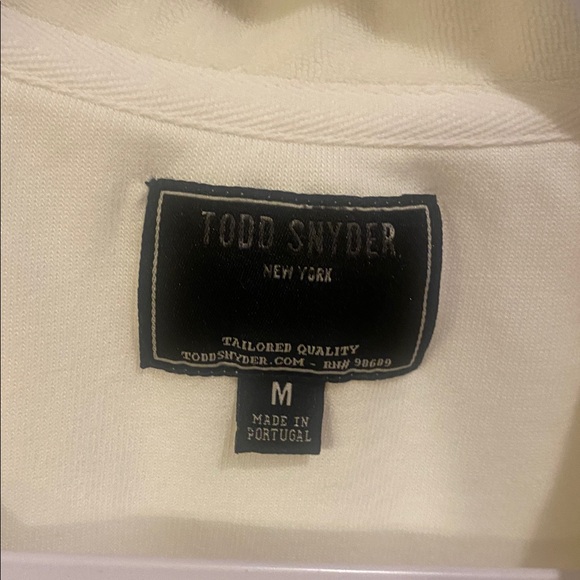 TODD SNYDER
NEW YORK
TAILORED QUALITY
TODDSNYDER.COM - RN# 98689
M
MADE IN
PORTUGAL